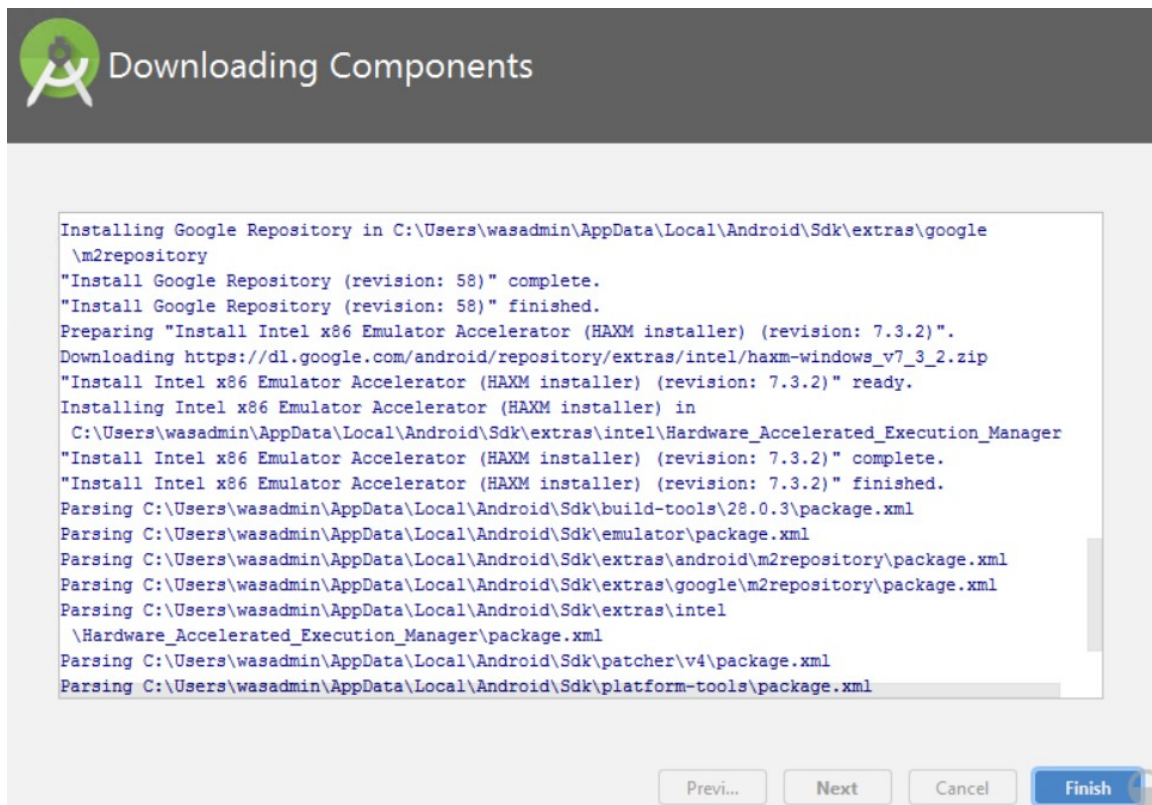 Downloading Components
Installing Google Repository in C:\Users\wasadmin\AppData\Local\Android\Sdk\extras\google
\m2repository
"Install Google Repository (revision: 58)" complete.
"Install Google Repository (revision: 58)" finished.
Preparing "Install Intel x86 Emulator Accelerator (HAXM installer) (revision: 7.3.2)".
Downloading https://dl.google.com/android/repository/extras/intel/haxm-windows_v7_3_2.zip
"Install Intel x86 Emulator Accelerator (HAXM installer) (revision: 7.3.2)" ready.
Installing Intel x86 Emulator Accelerator (HAXM installer) in
C:\Users\wasadmin\AppData\Local\Android\Sdk\extras\intel\Hardware_Accelerated_Execution_Manager
"Install Intel x86 Emulator Accelerator (HAXM installer) (revision: 7.3.2)" complete.
"Install Intel x86 Emulator Accelerator (HAXM installer) (revision: 7.3.2)" finished.
Parsing C:\Users\wasadmin\AppData\Local\Android\Sdk\build-tools\28.0.3\package.xml
Parsing C:\Users\wasadmin\AppData\Local\Android\Sdk\emulator\package.xml
Parsing C:\Users\wasadmin\AppData\Local\Android\Sdk\extras\android\m2repository\package.xml
Parsing C:\Users\wasadmin\AppData\Local\Android\Sdk\extras\google\m2repository\package.xml
Parsing C:\Users\wasadmin\AppData\Local\Android\Sdk\extras\intel
\Hardware_Accelerated_Execution_Manager\package.xml
Parsing C:\Users\wasadmin\AppData\Local\Android\Sdk\patcher\v4\package.xml
Parsing C:\Users\wasadmin\AppData\Local\Android\Sdk\platform-tools\package.xml
Previ... Next Cancel Finish